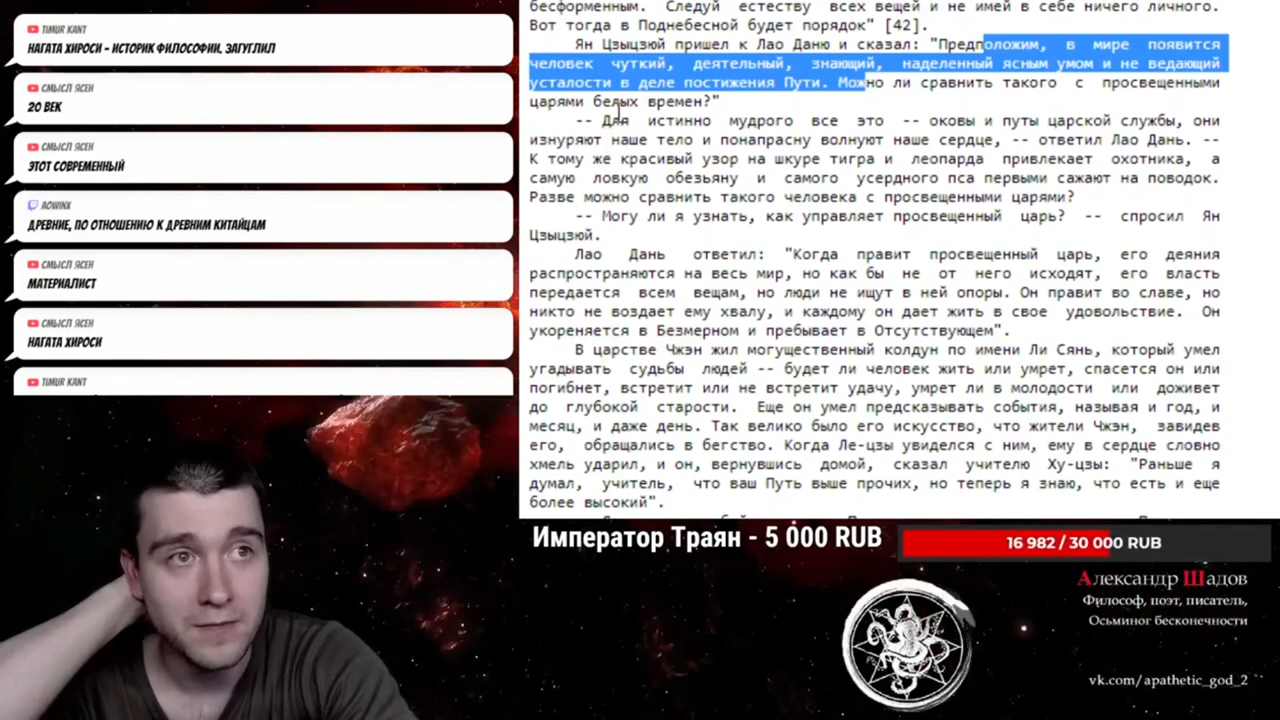 TIMUR KANT
НАГАТА ХИРОСИ - ИСТОРИК ФИЛОСОФИИ. ЗАГУГЛИЛ
СМЫСЛ ЯСЕН
20 ВЕК
СМЫСЛ ЯСЕН
ЭТОТ СОВРЕМЕННЫЙ
AOWINX
ДРЕВНИЕ, ПО ОТНОШЕНИЮ К ДРЕВНИМ КИТАЙЦАМ
СМЫСЛ ЯСЕН
МАТЕРИАЛИСТ
СМЫСЛ ЯСЕН
НАГАТА ХИРОСИ
TIMUR KANT
бесформенным. Следуй естеству всех вещей и не имей в себе ничего личного.
Вот тогда в Поднебесной будет порядок" [42].
Ян Цзыцзюй пришел к Лао Даню и сказал: "Предположим, в мире появится
человек чуткий, деятельный, знающий, наделенный ясным умом и не ведающий
усталости в деле постижения Пути. Можно ли сравнить такого с просвещенными
царями белых времен?"
-- Для истинно мудрого все это -- оковы и путы царской службы, они
изнуряют наше тело и понапрасну волнуют наше сердце, -- ответил Лао Дань. --
К тому же красивый узор на шкуре тигра и леопарда привлекает охотника, а
самую ловкую обезьяну и самого усердного пса первыми сажают на поводок.
Разве можно сравнить такого человека с просвещенными царями?
-- Могу ли я узнать, как управляет просвещенный царь? -- спросил Ян
Цзыцзюй.
Лао Дань ответил: "Когда правит просвещенный царь, его деяния
распространяются на весь мир, но как бы не от него исходят, его власть
передается всем вещам, но люди не ищут в ней опоры. Он правит во славе, но
никто не воздает ему хвалу, и каждому он дает жить в свое удовольствие. Он
укореняется в Безмерном и пребывает в Отсутствующем".
В царстве Чжэн жил могущественный колдун по имени Ли Сянь, который умел
угадывать судьбы людей -- будет ли человек жить или умрет, спасется он или
погибнет, встретит или не встретит удачу, умрет ли в молодости или доживет
до глубокой старости. Еще он умел предсказывать события, называя и год, и
месяц, и даже день. Так велико было его искусство, что жители Чжэн, завидев
его, обращались в бегство. Когда Ле-цзы увиделся с ним, ему в сердце словно
хмель ударил, и он, вернувшись домой, сказал учителю Ху-цзы: "Раньше я
думал, учитель, что ваш Путь выше прочих, но теперь я знаю, что есть и еще
более высокий".
Император Траян - 5 000 RUB
16 982 / 30 000 RUB
Александр Шадов
Философ, поэт, писатель,
Осьминог бесконечности
vk.com/apathetic_god_2